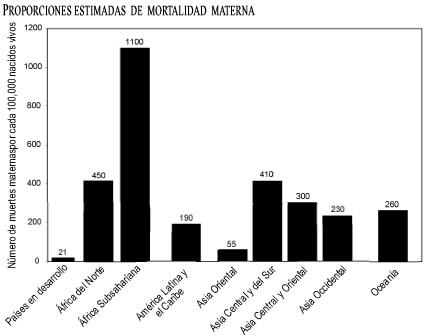 PROPORCIONES ESTIMADAS DE MORTALIDAD MATERNA
Número de muertes maternaspor cada 100,000 nacidos vivos
1200
1000
800
600
400
200
0
21
450
1100
190
55
410
300
230
260
Países en desarrollo
África del Norte
África Subsahariana
América Latina y
el Caribe
Asia Oriental
Asia Central y del Sur
Asia Central y Oriental
Asia Occidental
Oceanía